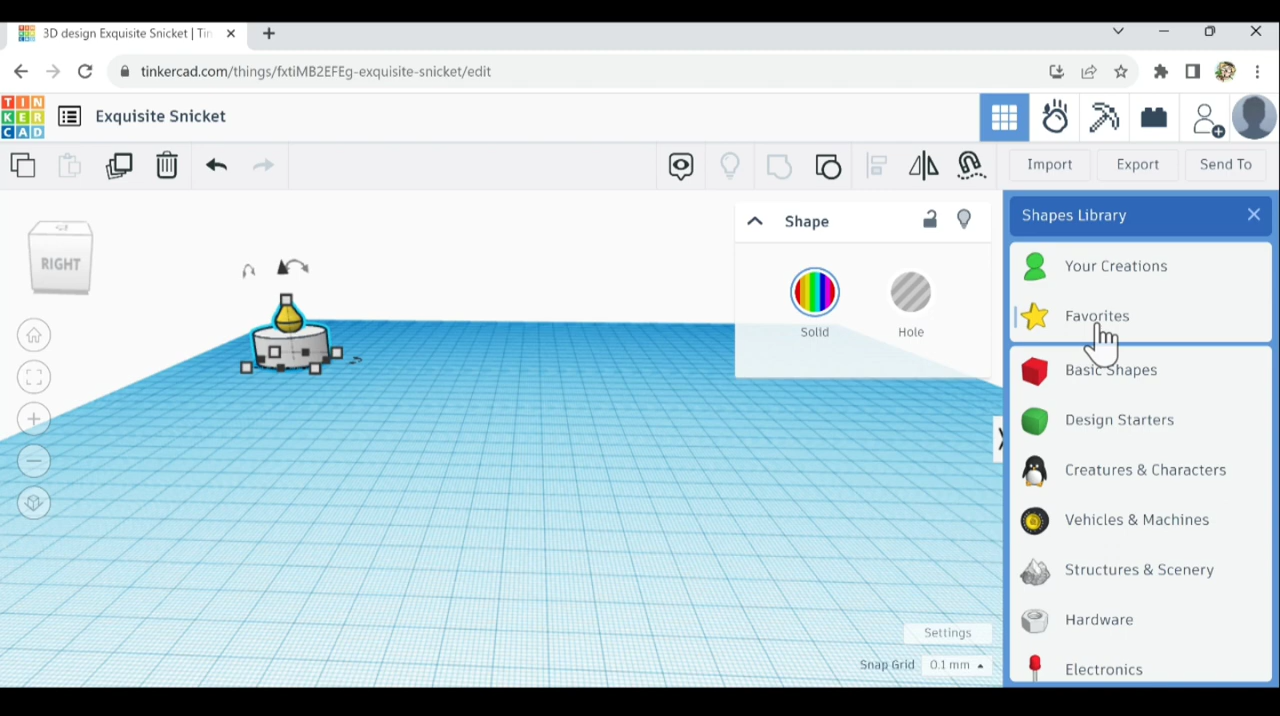 3D design Exquisite Snicket | Tin
tinkercad.com/things/fxtiMB2EFEg-exquisite-snicket/edit
TIN
KER
CAD
Exquisite Snicket
Import
Export
Send To
RIGHT
Shape
Solid
Hole
Shapes Library
Your Creations
Favorites
Basic Shapes
Design Starters
Creatures & Characters
Vehicles & Machines
Structures & Scenery
Hardware
Electronics
Settings
Snap Grid 0.1 mm